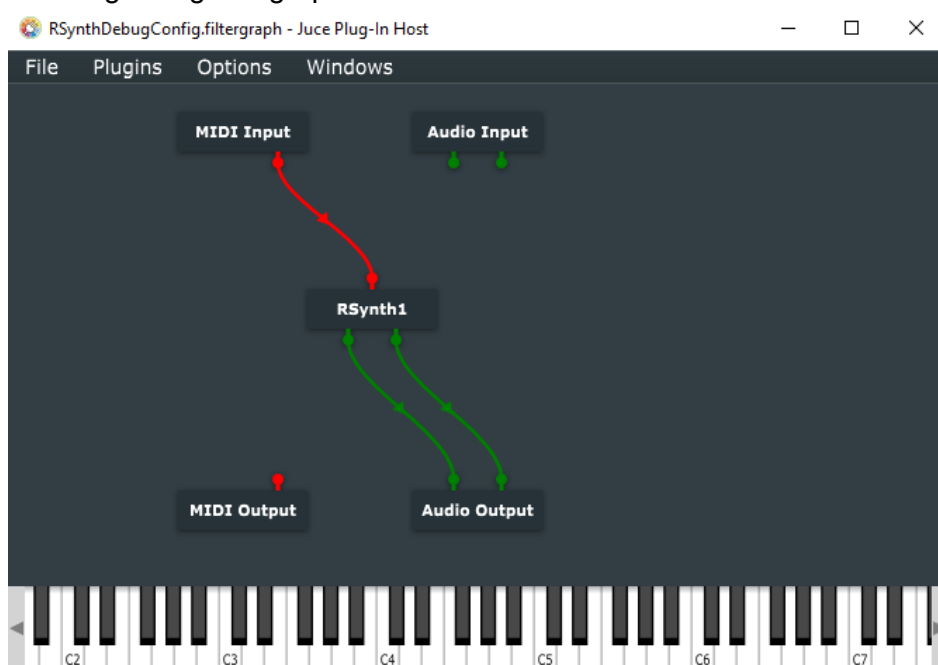 RSynthDebugConfig.filtergraph - Juce Plug-In Host
File Plugins Options Windows
MIDI Input Audio Input
RSynth1
MIDI Output Audio Output
C2 C3 C4 C5 C6 C7